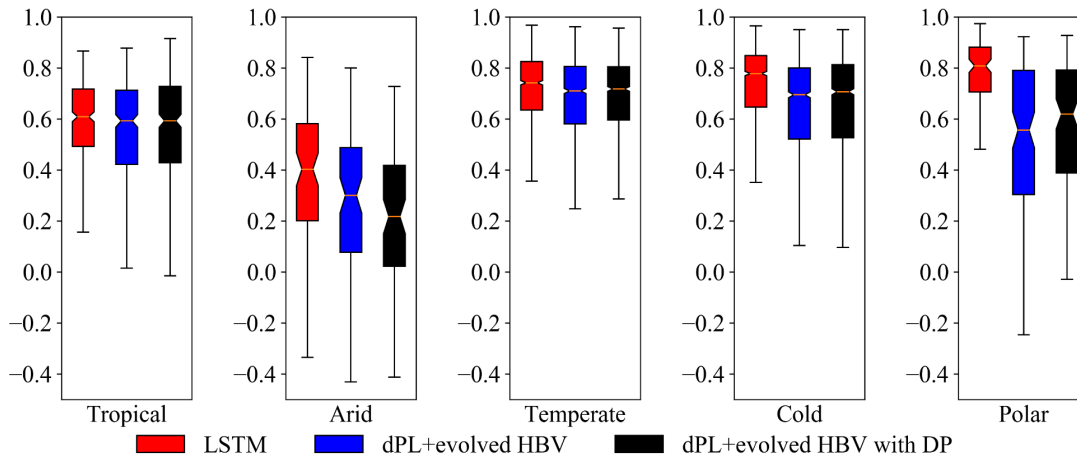 1.0 1.0 1.0 1.0 1.0
0.8 0.8 0.8 0.8 0.8
0.6 0.6 0.6 0.6 0.6
0.4 0.4 0.4 0.4 0.4
0.2 0.2 0.2 0.2 0.2
0.0 0.0 0.0 0.0 0.0
−0.2 −0.2 −0.2 −0.2 −0.2
−0.4 −0.4 −0.4 −0.4 −0.4
Tropical Arid Temperate Cold Polar
LSTM dPL+evolved HBV dPL+evolved HBV with DP